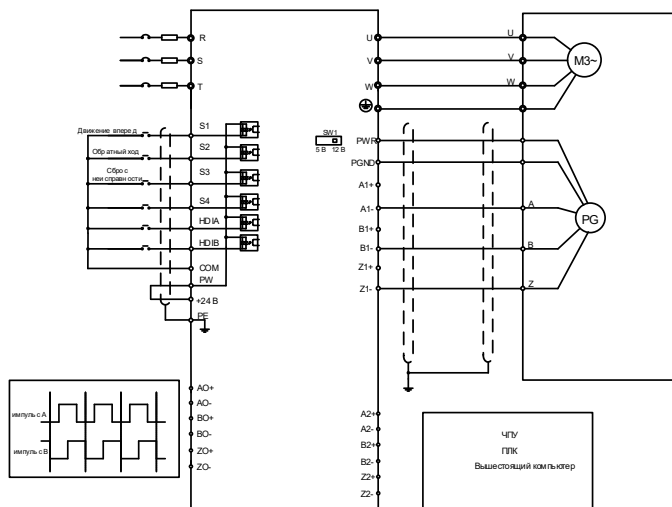 R
S
T
U
V
W
U
V
W
M3~
Движение вперед
Обратный ход
Сброс
неисправности
S1
S2
S3
S4
HDIA
HDIB
COM
PW
+24 В
PE
SW1
5 В 12 В
PWR
PGND
A1+
A1-
B1+
B1-
Z1+
Z1-
A
B
Z
PG
импульс A
импульс B
AO+
AO-
BO+
BO-
ZO+
ZO-
A2+
A2-
B2+
B2-
Z2+
Z2-
ЧПУ
ПЛК
Вышестоящий компьютер